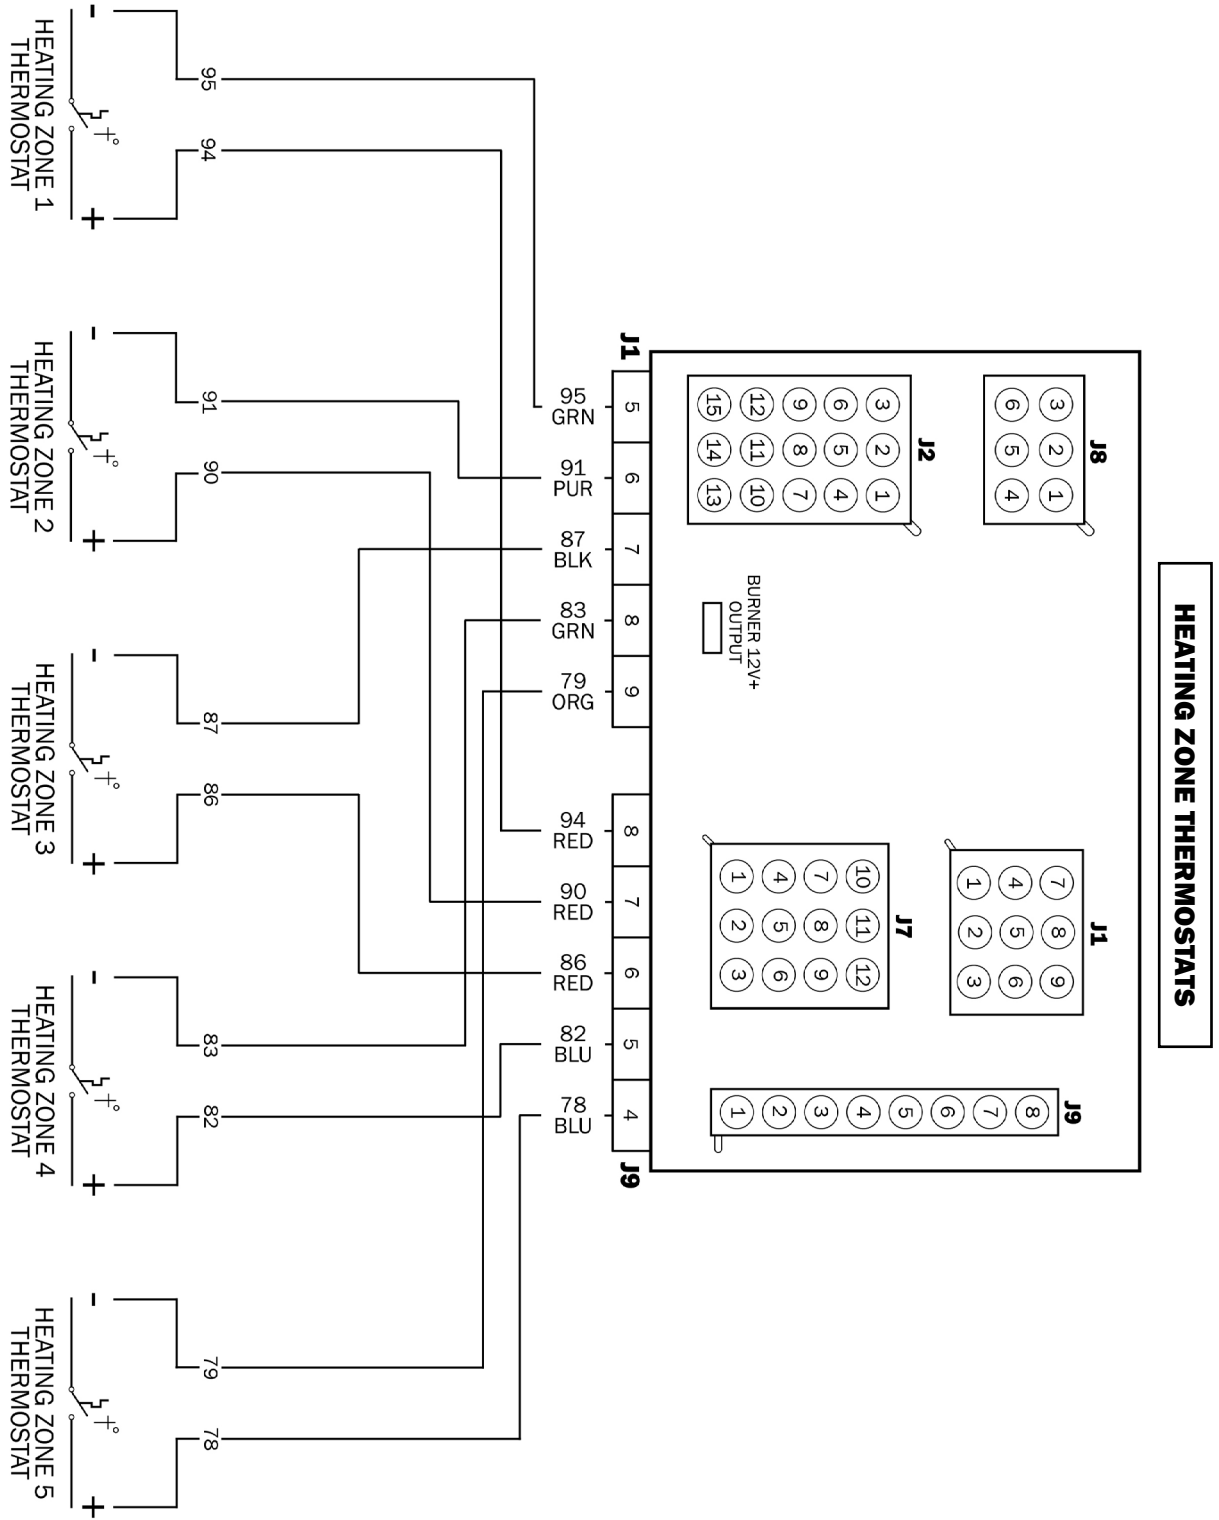 HEATING ZONE THERMOSTATS
J8
3 2 1
6 5 4
J2
3 2 1
6 5 4
9 8 7
12 11 10
15 14 13
BURNER 12V+
OUTPUT
J1
7 8 9
4 5 6
1 2 3
J7
10 11 12
7 8 9
4 5 6
1 2 3
J9
8
7
6
5
4
3
2
1
J1
5
6
7
8
9
8
7
6
5
4
J9
95
GRN
91
PUR
87
BLK
83
GRN
79
ORG
94
RED
90
RED
86
RED
82
BLU
78
BLU
95
94
- +
HEATING ZONE 1
THERMOSTAT
91
90
- +
HEATING ZONE 2
THERMOSTAT
87
86
- +
HEATING ZONE 3
THERMOSTAT
83
82
- +
HEATING ZONE 4
THERMOSTAT
79
78
- +
HEATING ZONE 5
THERMOSTAT